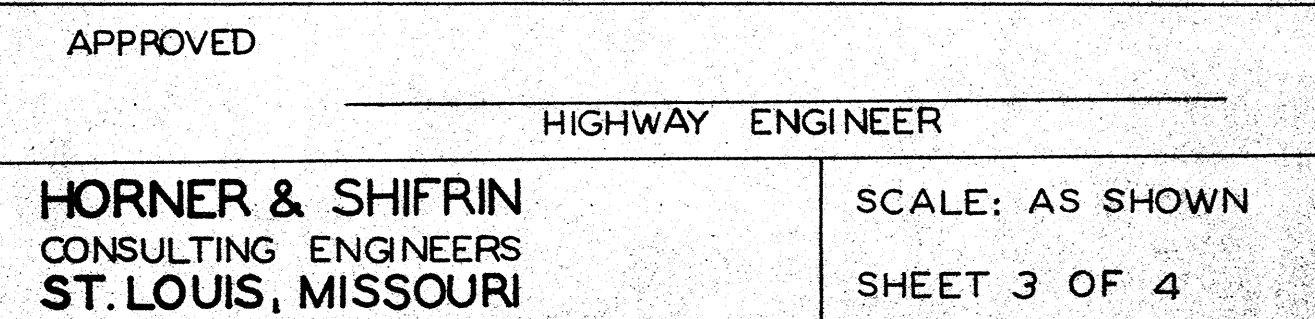 APPROVED
HIGHWAY ENGINEER
HORNER & SHIFRIN
CONSULTING ENGINEERS
ST. LOUIS, MISSOURI
SCALE: AS SHOWN
SHEET 3 OF 4